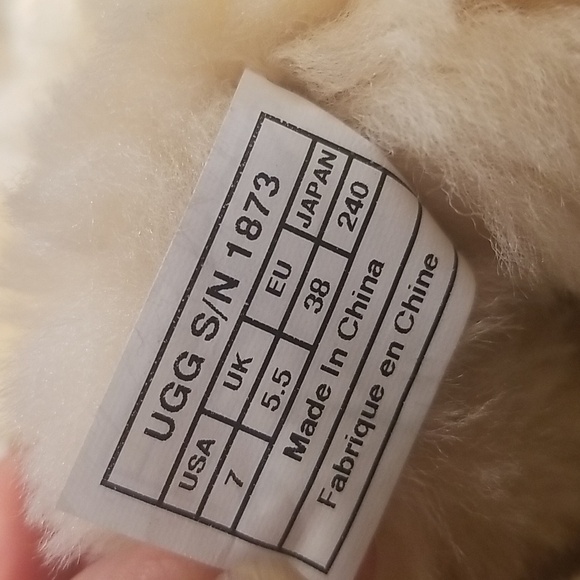 UGG S/N 1873
USA UK EU JAPAN
7 5.5 38 240
Made In China
Fabrique en Chine